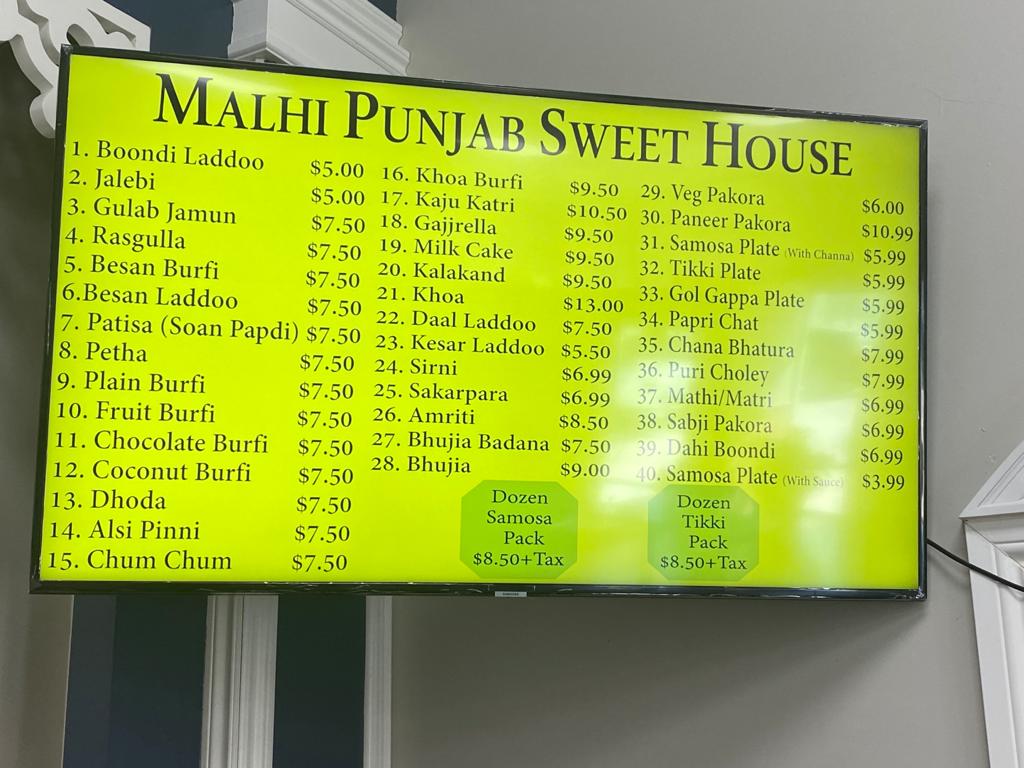 MALHI PUNJAB SWEET HOUSE
1. Boondi Laddoo $5.00
2. Jalebi $5.00
3. Gulab Jamun $7.50
4. Rasgulla $7.50
5. Besan Burfi $7.50
6.Besan Laddoo $7.50
7. Patisa (Soan Papdi) $7.50
8. Petha $7.50
9. Plain Burfi $7.50
10. Fruit Burfi $7.50
11. Chocolate Burfi $7.50
12. Coconut Burfi $7.50
13. Dhoda $7.50
14. Alsi Pinni $7.50
15. Chum Chum $7.50
16. Khoa Burfi $9.50
17. Kaju Katri $10.50
18. Gajjrella $9.50
19. Milk Cake $9.50
20. Kalakand $9.50
21. Khoa $13.00
22. Daal Laddoo $7.50
23. Kesar Laddoo $5.50
24. Sirni $6.99
25. Sakarpara $6.99
26. Amriti $8.50
27. Bhujia Badana $7.50
28. Bhujia $9.00
29. Veg Pakora $6.00
30. Paneer Pakora $10.99
31. Samosa Plate (With Channa) $5.99
32. Tikki Plate $5.99
33. Gol Gappa Plate $5.99
34. Papri Chat $5.99
35. Chana Bhatura $7.99
36. Puri Choley $7.99
37. Mathi/Matri $6.99
38. Sabji Pakora $6.99
39. Dahi Boondi $6.99
40. Samosa Plate (With Sauce) $3.99
Dozen
Samosa
Pack
$8.50+Tax
Dozen
Tikki
Pack
$8.50+Tax